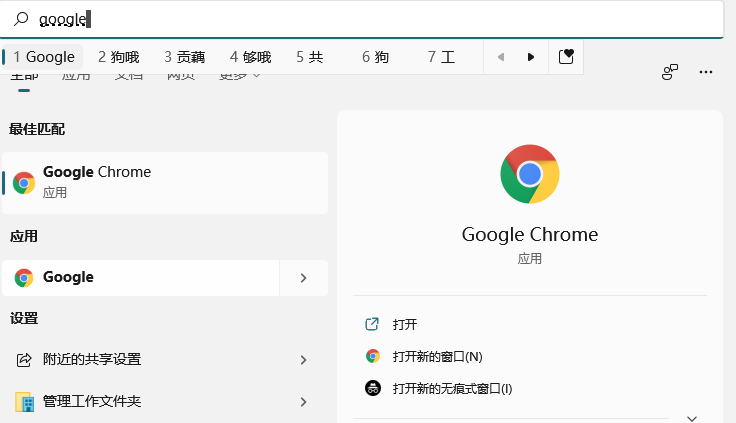 google
1 Google 2 狗哦 3 贡藕 4 够哦 5 共 6 狗 7 工
全部 应用 文档 网页 更多
最佳匹配
Google Chrome
应用
应用
Google
设置
附近的共享设置
管理工作文件夹
Google Chrome
应用
打开
打开新的窗口(N)
打开新的无痕式窗口(I)